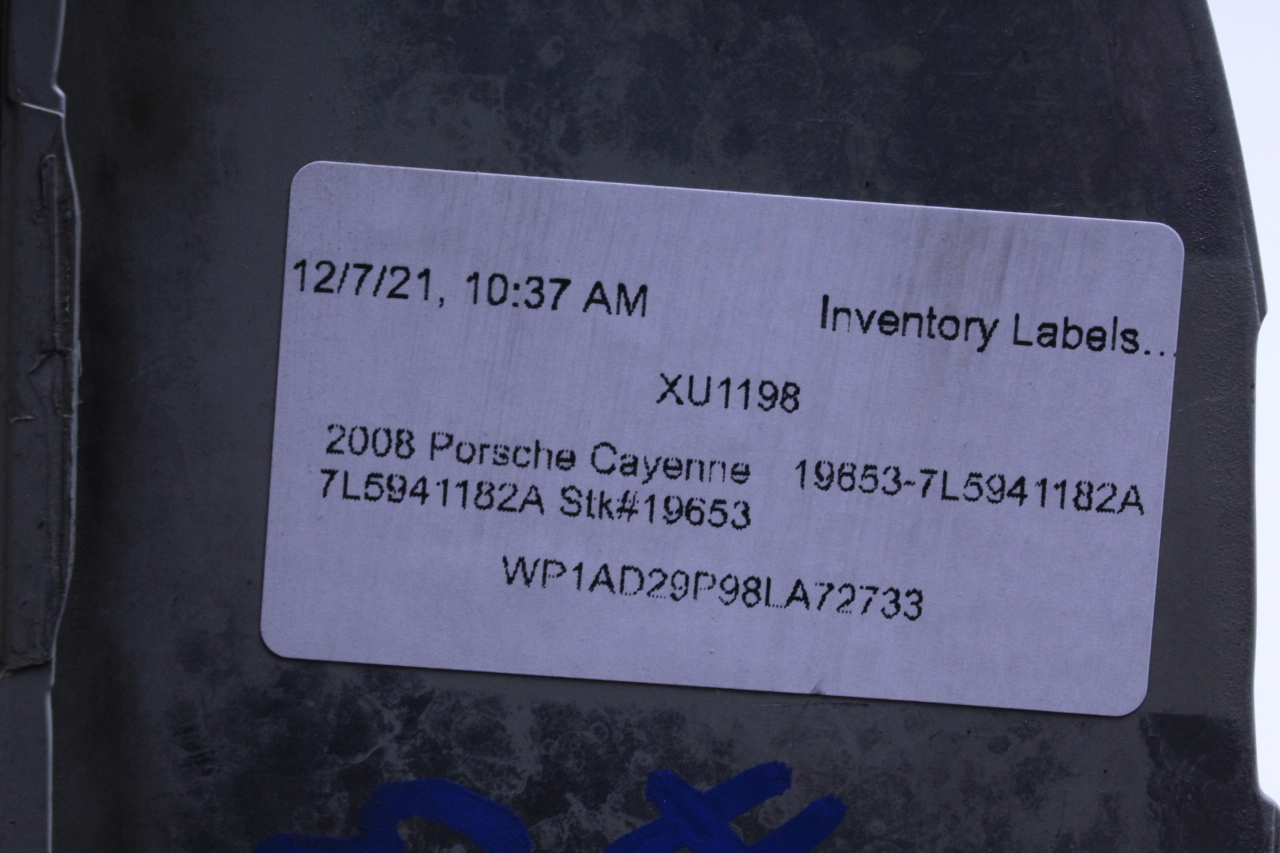 12/7/21, 10:37 AM
Inventory Labels...
XU1198
2008 Porsche Cayenne
7L5941182A Stk#19653
19653-7L5941182A
WP1AD29P98LA72733